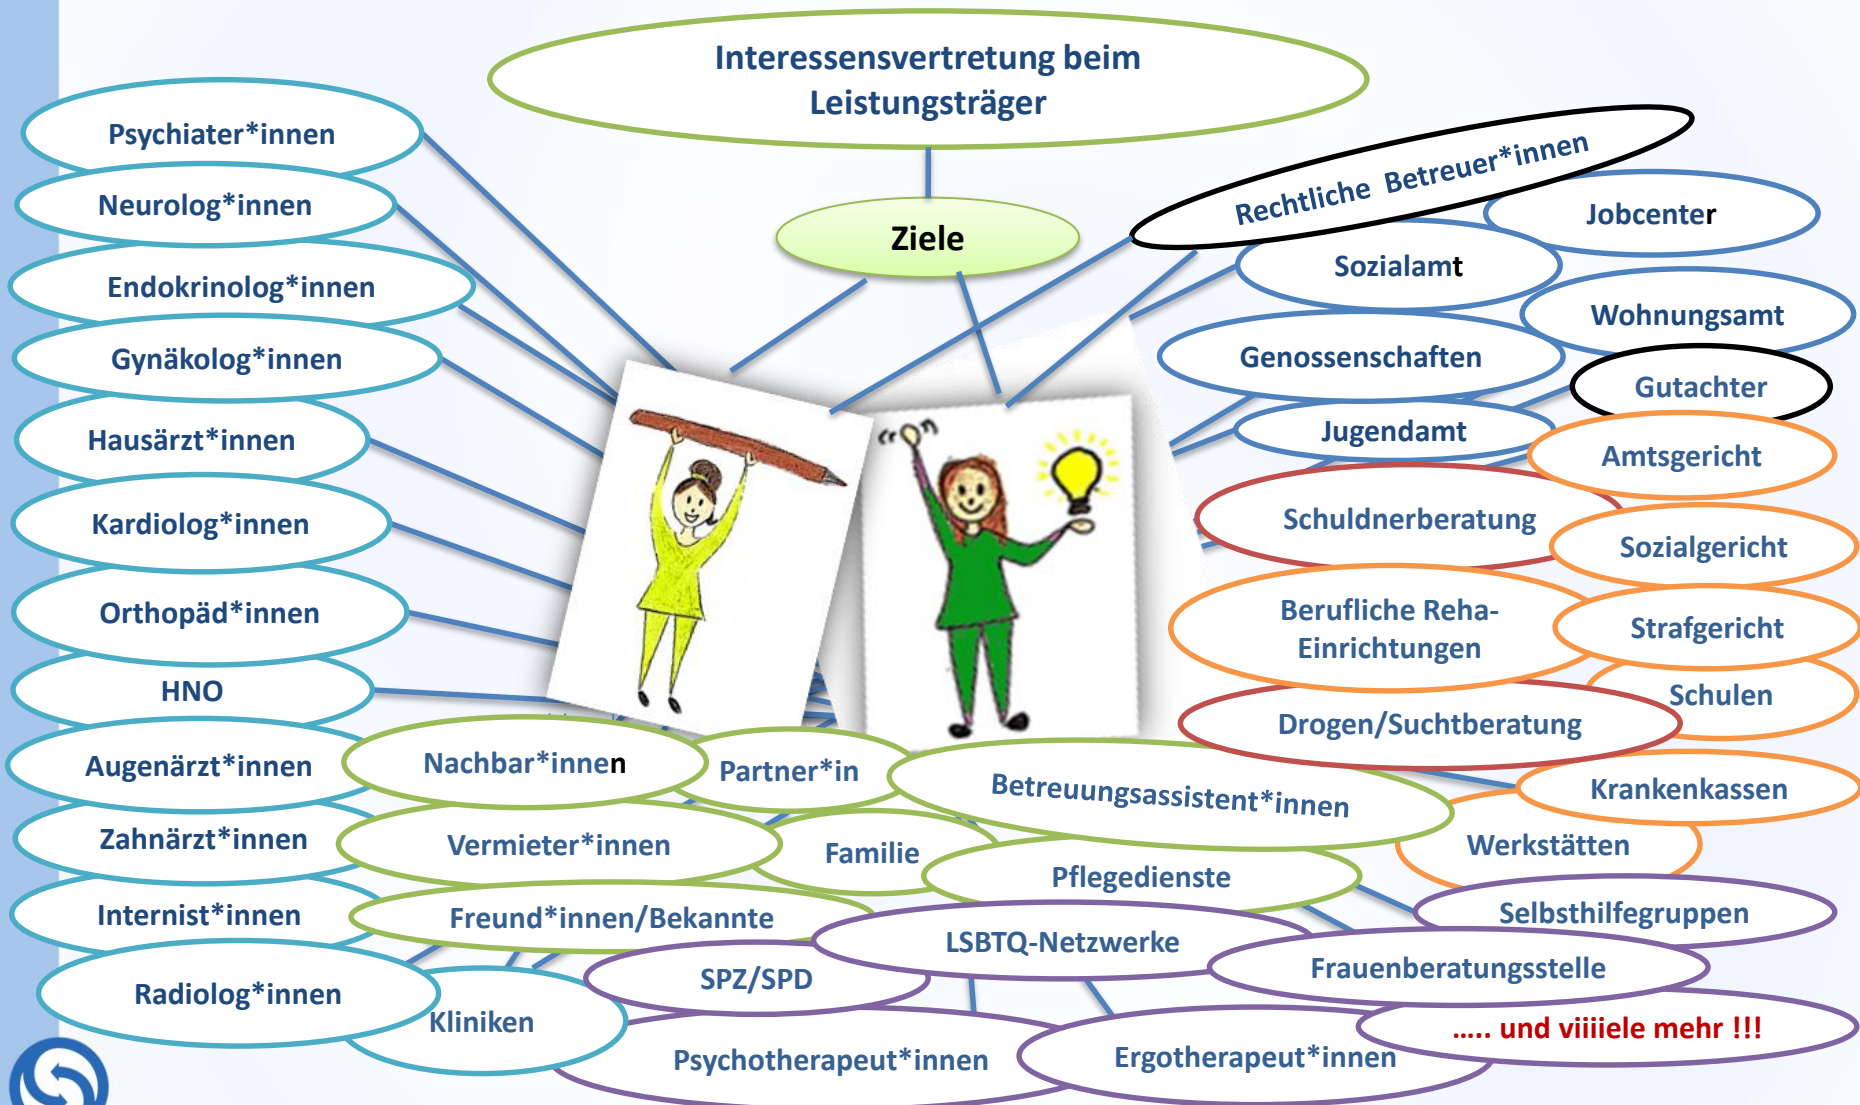 Interessensvertretung beim
Leistungsträger
Ziele
Psychiater*innen
Neurolog*innen
Endokrinolog*innen
Gynäkolog*innen
Hausärzt*innen
Kardiolog*innen
Orthopäd*innen
HNO
Augenärzt*innen
Zahnärzt*innen
Internist*innen
Radiolog*innen
Kliniken
Nachbar*innen
Partner*in
Vermieter*innen
Familie
Freund*innen/Bekannte
Betreuungsassistent*innen
Pflegedienste
LSBTQ-Netzwerke
SPZ/SPD
Psychotherapeut*innen
Ergotherapeut*innen
Rechtliche Betreuer*innen
Jobcenter
Sozialamt
Wohnungsamt
Genossenschaften
Gutachter
Jugendamt
Amtsgericht
Schuldnerberatung
Sozialgericht
Berufliche Reha-
Einrichtungen
Strafgericht
Schulen
Drogen/Suchtberatung
Krankenkassen
Werkstätten
Selbsthilfegruppen
Frauenberatungsstelle
….. und viiiiele mehr !!!